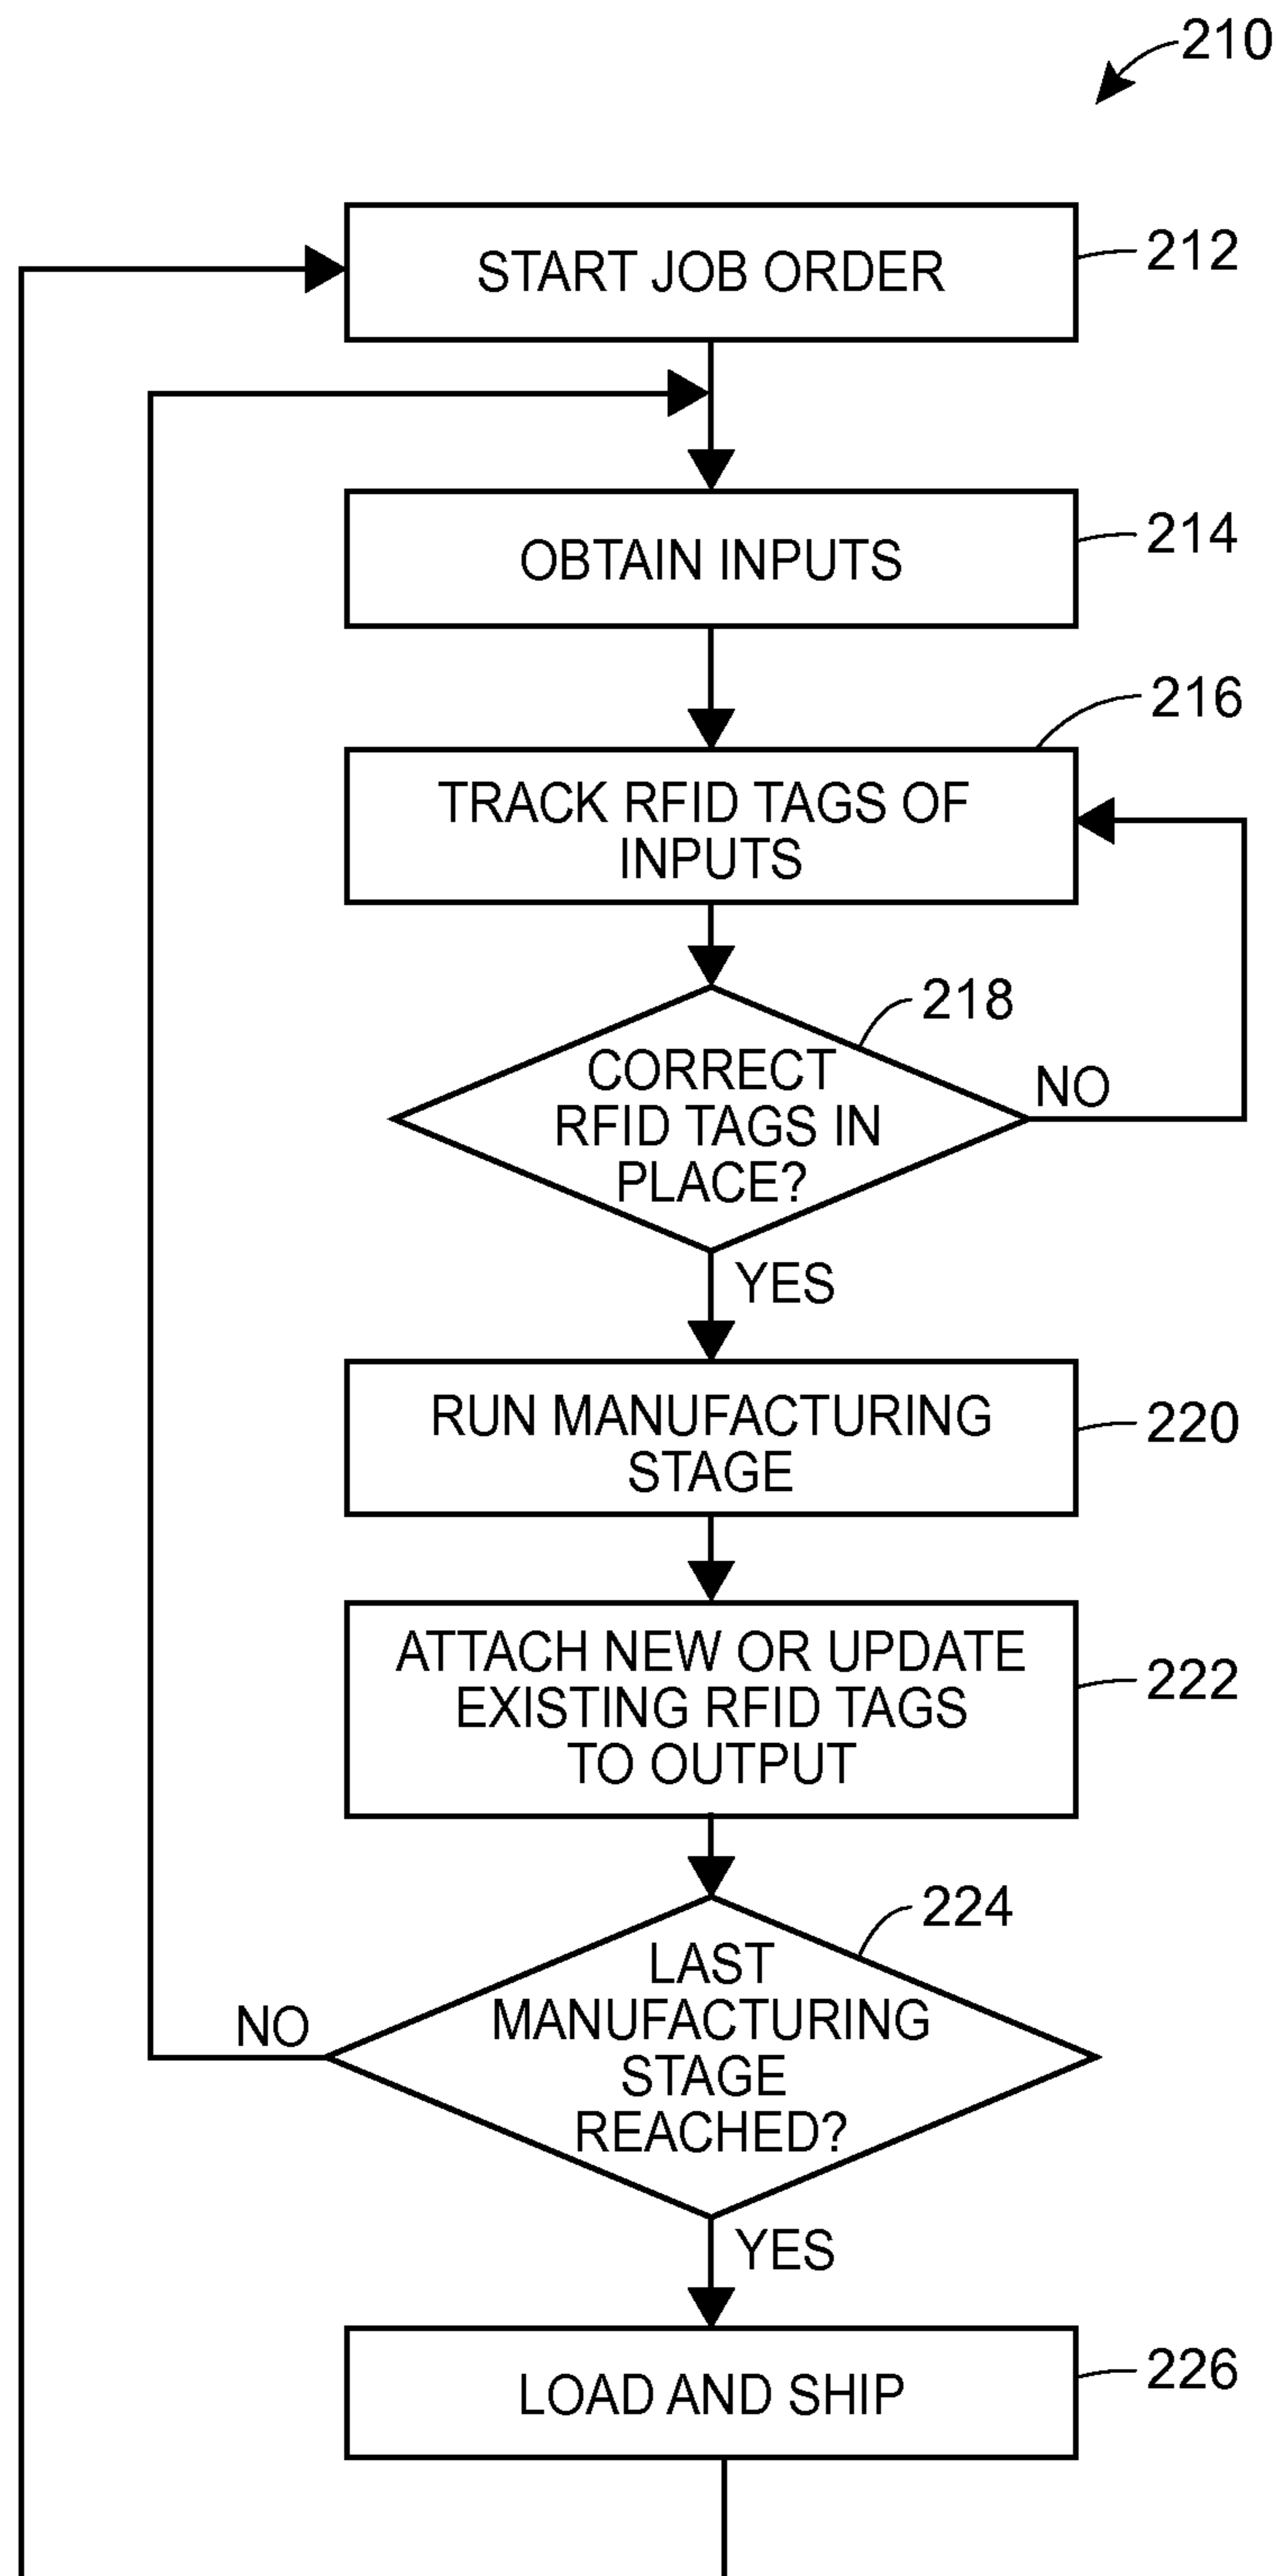 210
START JOB ORDER
212
OBTAIN INPUTS
214
216
TRACK RFID TAGS OF
INPUTS
218
CORRECT
RFID TAGS IN
PLACE?
NO
YES
RUN MANUFACTURING
STAGE
220
ATTACH NEW OR UPDATE
EXISTING RFID TAGS
TO OUTPUT
222
224
LAST
MANUFACTURING
STAGE
REACHED?
NO
YES
LOAD AND SHIP
226